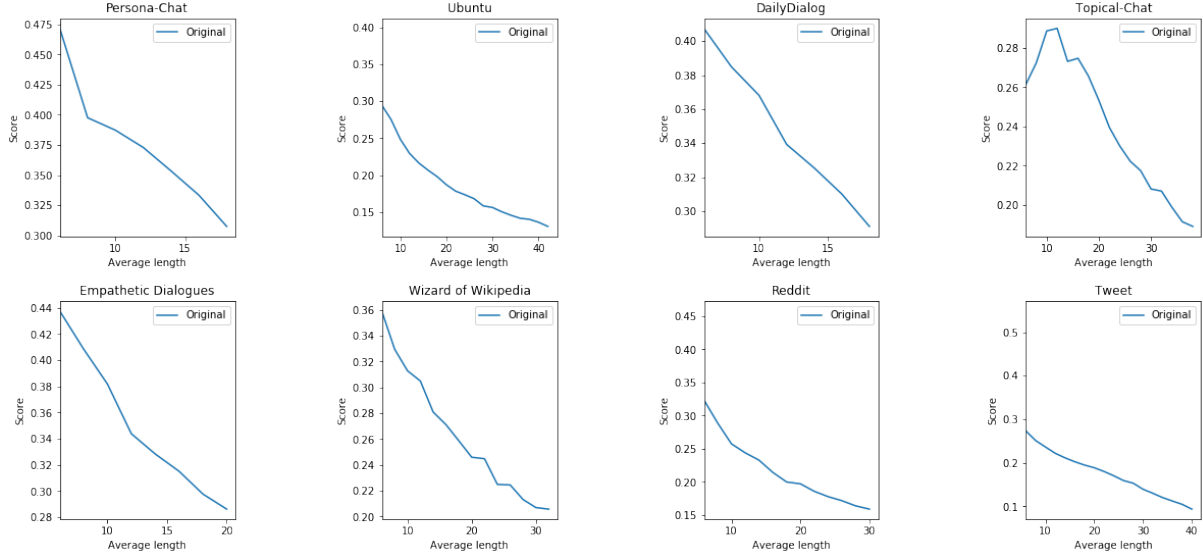 Persona-Chat
Original
0.475
0.450
0.425
0.400
0.375
0.350
0.325
0.300
Score
10 15
Average length
Ubuntu
Original
0.40
0.35
0.30
0.25
0.20
0.15
Score
10 20 30 40
Average length
DailyDialog
Original
0.40
0.38
0.36
0.34
0.32
0.30
Score
10 15
Average length
Topical-Chat
Original
0.28
0.26
0.24
0.22
0.20
Score
10 20 30
Average length
Empathetic Dialogues
Original
0.44
0.42
0.40
0.38
0.36
0.34
0.32
0.30
0.28
Score
10 15 20
Average length
Wizard of Wikipedia
Original
0.36
0.34
0.32
0.30
0.28
0.26
0.24
0.22
0.20
Score
10 20 30
Average length
Reddit
Original
0.45
0.40
0.35
0.30
0.25
0.20
0.15
Score
10 20 30
Average length
Tweet
Original
0.5
0.4
0.3
0.2
0.1
Score
10 20 30 40
Average length